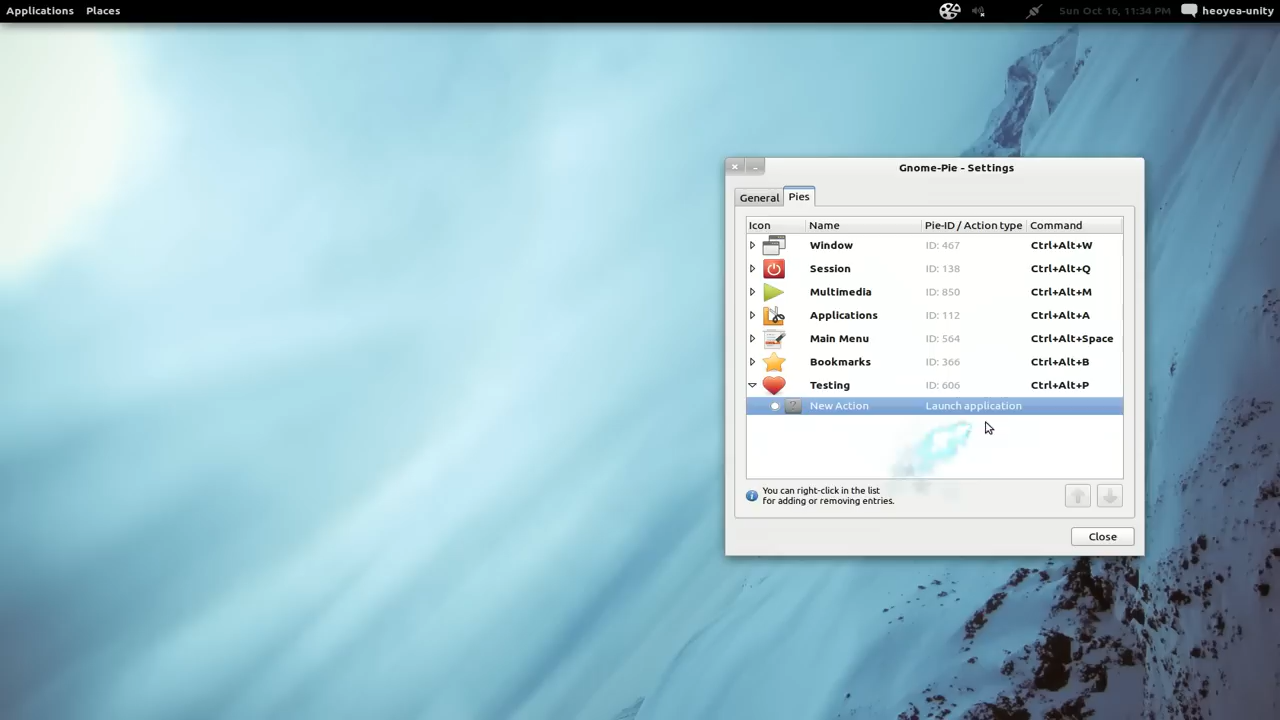 Applications Places Sun Oct 16, 11:34 PM heoyea-unity
Gnome-Pie - Settings
General Pies
Icon Name Pie-ID / Action type Command
Window ID: 467 Ctrl+Alt+W
Session ID: 138 Ctrl+Alt+Q
Multimedia ID: 850 Ctrl+Alt+M
Applications ID: 112 Ctrl+Alt+A
Main Menu ID: 564 Ctrl+Alt+Space
Bookmarks ID: 366 Ctrl+Alt+B
Testing ID: 606 Ctrl+Alt+P
New Action Launch application
You can right-click in the list
for adding or removing entries.
Close